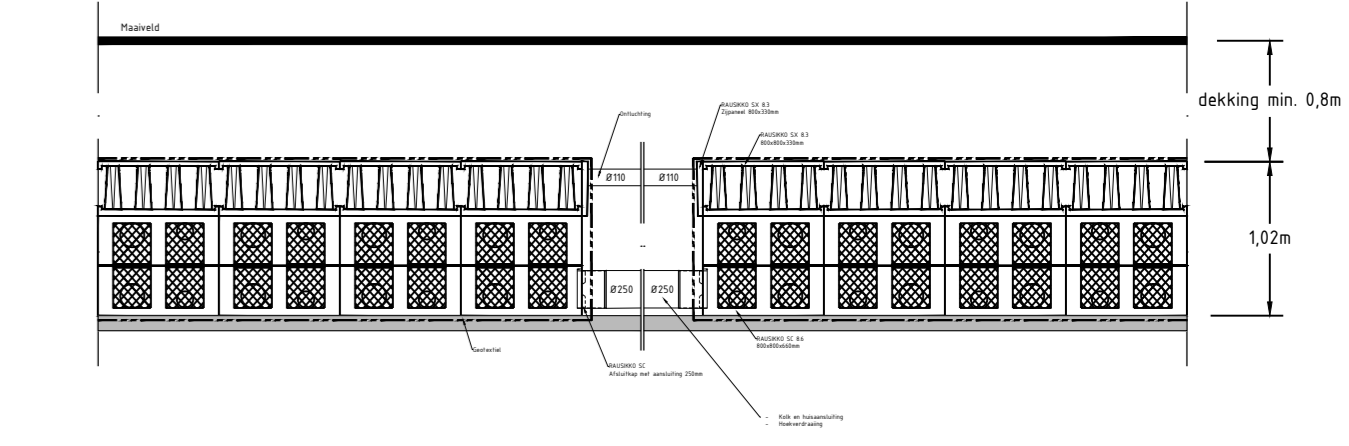 Maaiveld
dekking min. 0,8m
RAUSIKKO SX 8.3
Zijpaneel 800x330mm
Ontluchting
RAUSIKKO SX 8.3
800x800x330mm
Ø110
Ø110
1,02m
Ø250
Ø250
Geotextiel
RAUSIKKO SC 8.6
800x800x660mm
RAUSIKKO SC
Afsluitkap met aansluiting 250mm
- Kolk en huisaansluiting
- Hoekverdraaiing